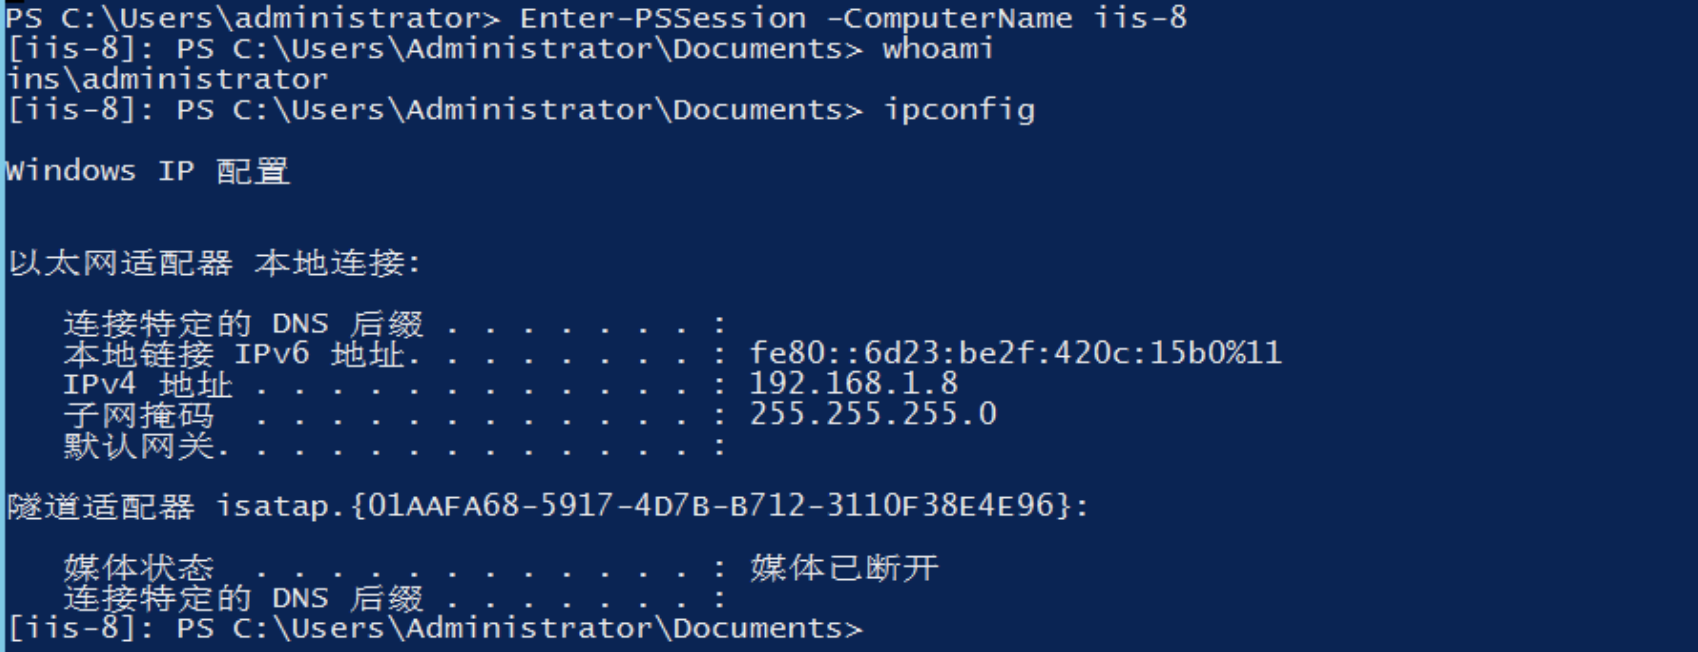 PS C:\Users\administrator> Enter-PSSession -ComputerName iis-8
[iis-8]: PS C:\Users\Administrator\Documents> whoami
ins\administrator
[iis-8]: PS C:\Users\Administrator\Documents> ipconfig
Windows IP 配置
以太网适配器 本地连接:
连接特定的 DNS 后缀 . . . . . . . :
本地链接 IPv6 地址. . . . . . . . : fe80::6d23:be2f:420c:15b0%11
IPv4 地址 . . . . . . . . . . . . : 192.168.1.8
子网掩码  . . . . . . . . . . . . : 255.255.255.0
默认网关. . . . . . . . . . . . . :
隧道适配器 isatap.{01AAFA68-5917-4D7B-B712-3110F38E4E96}:
媒体状态  . . . . . . . . . . . . : 媒体已断开
连接特定的 DNS 后缀 . . . . . . . :
[iis-8]: PS C:\Users\Administrator\Documents>